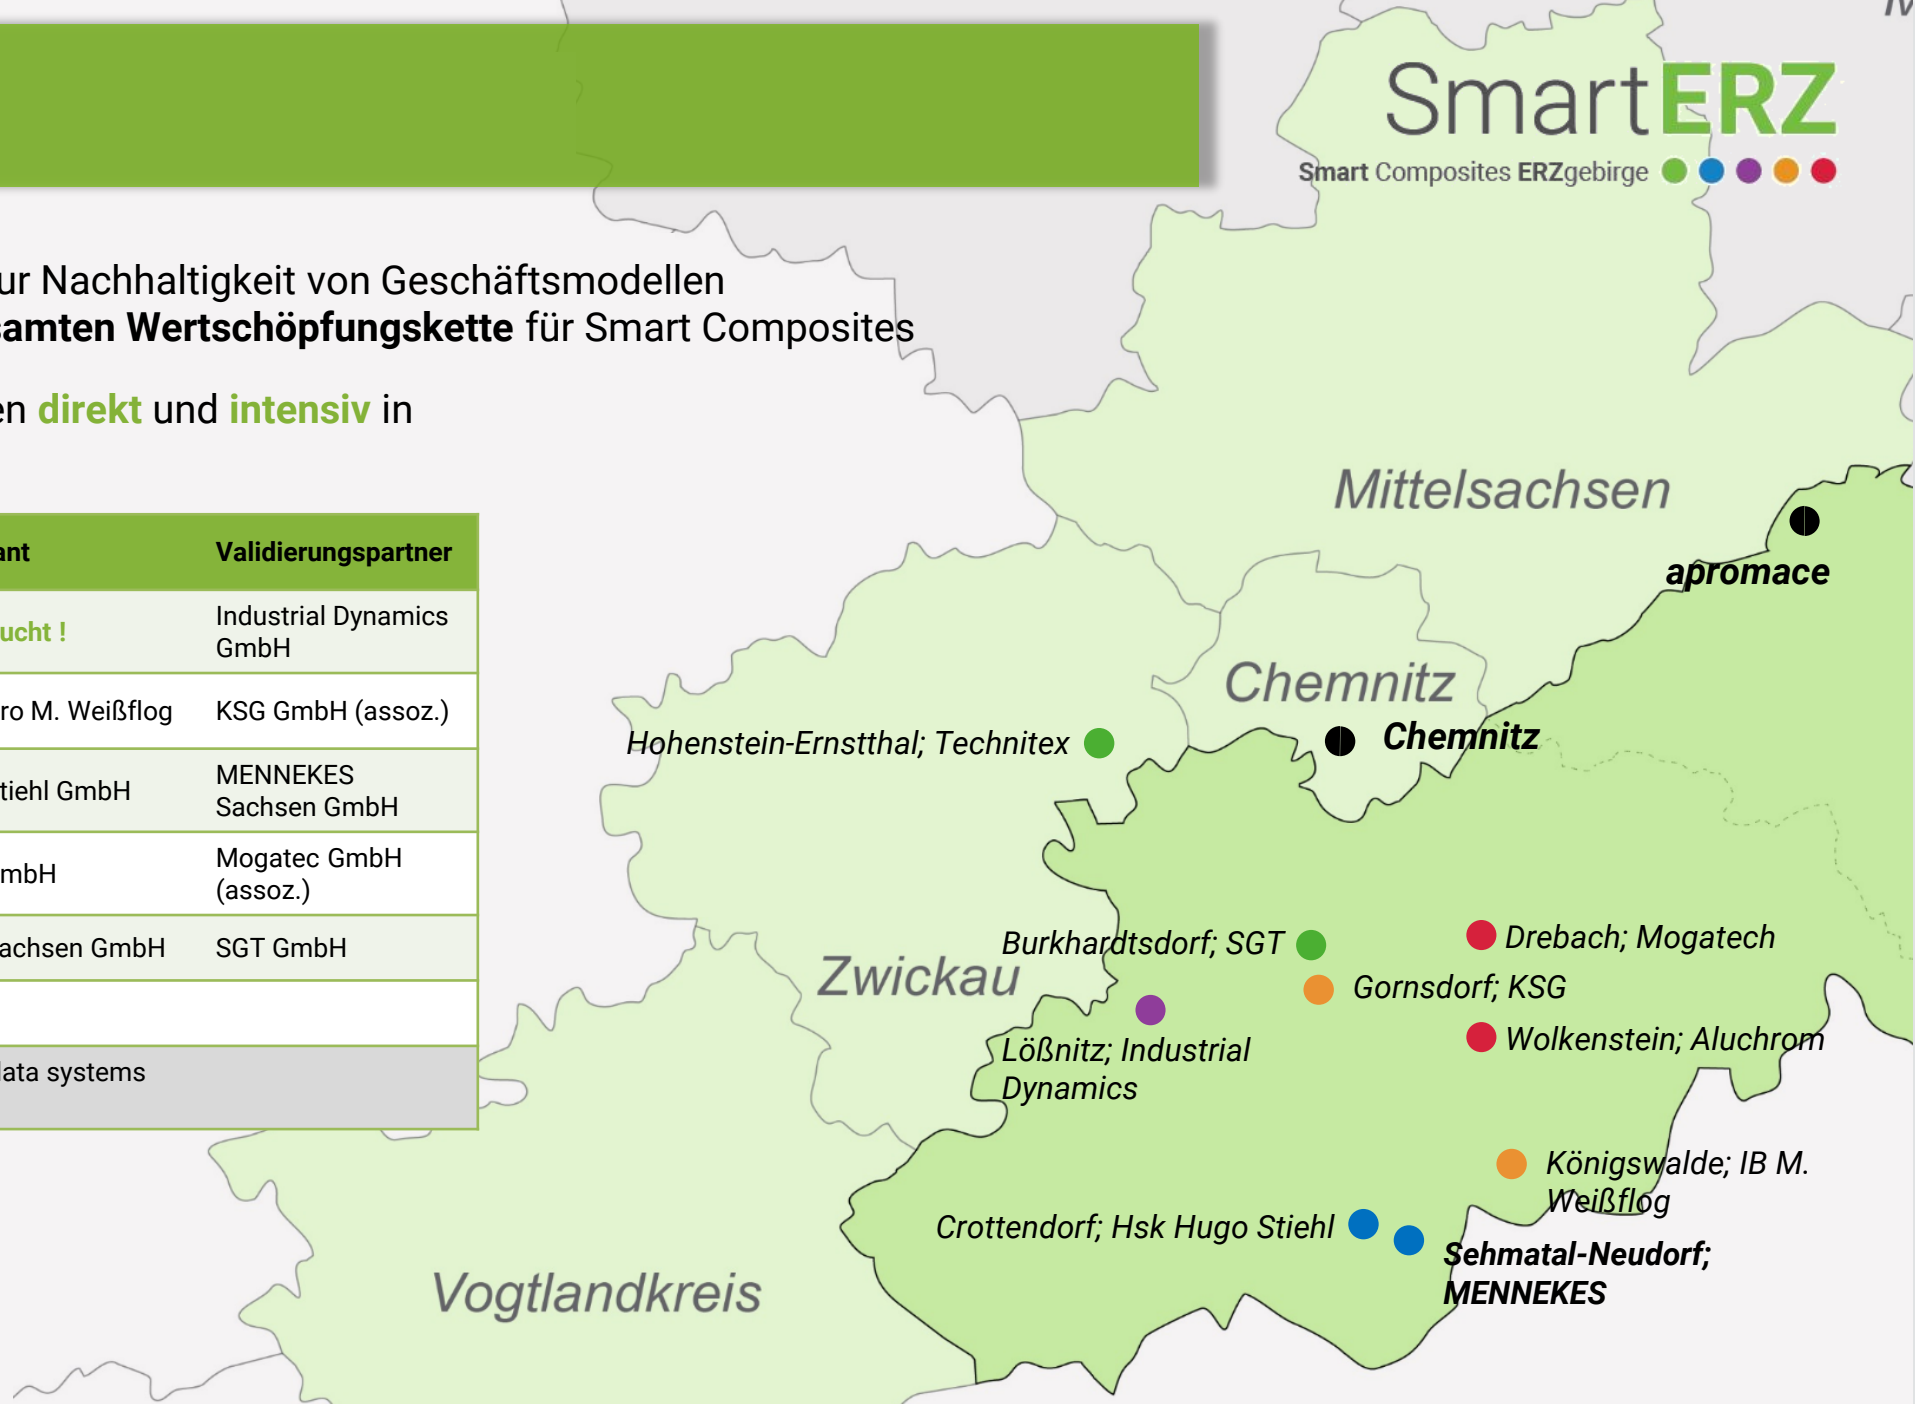 SmartERZ
Smart Composites ERZgebirge
ur Nachhaltigkeit von Geschäftsmodellen
samten Wertschöpfungskette für Smart Composites
en direkt und intensiv in
ant Validierungspartner
ucht ! Industrial Dynamics
GmbH
ro M. Weißflog KSG GmbH (assoz.)
tiehl GmbH MENNEKES
Sachsen GmbH
mbH Mogatec GmbH
(assoz.)
achsen GmbH SGT GmbH
data systems
Mittelsachsen
apromace
Chemnitz
Chemnitz
Hohenstein-Ernstthal; Technitex
Zwickau
Burkhardtsdorf; SGT
Drebach; Mogatech
Gornsdorf; KSG
Lößnitz; Industrial
Dynamics
Wolkenstein; Aluchrom
Königswalde; IB M.
Weißflog
Crottendorf; Hsk Hugo Stiehl
Sehmatal-Neudorf;
MENNEKES
Vogtlandkreis